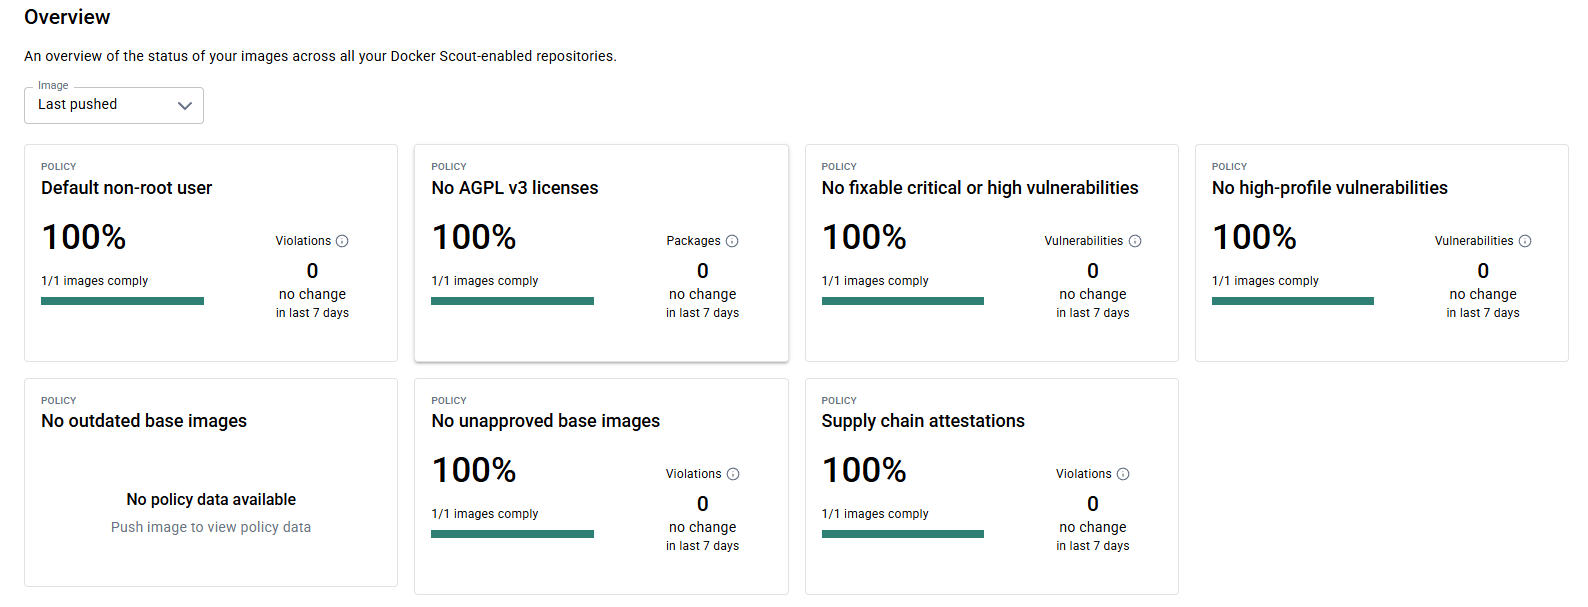 Overview
An overview of the status of your images across all your Docker Scout-enabled repositories.
Image
Last pushed
POLICY
Default non-root user
100%
1/1 images comply
Violations
0
no change
in last 7 days
POLICY
No AGPL v3 licenses
100%
1/1 images comply
Packages
0
no change
in last 7 days
POLICY
No fixable critical or high vulnerabilities
100%
1/1 images comply
Vulnerabilities
0
no change
in last 7 days
POLICY
No high-profile vulnerabilities
100%
1/1 images comply
Vulnerabilities
0
no change
in last 7 days
POLICY
No outdated base images
No policy data available
Push image to view policy data
POLICY
No unapproved base images
100%
1/1 images comply
Violations
0
no change
in last 7 days
POLICY
Supply chain attestations
100%
1/1 images comply
Violations
0
no change
in last 7 days